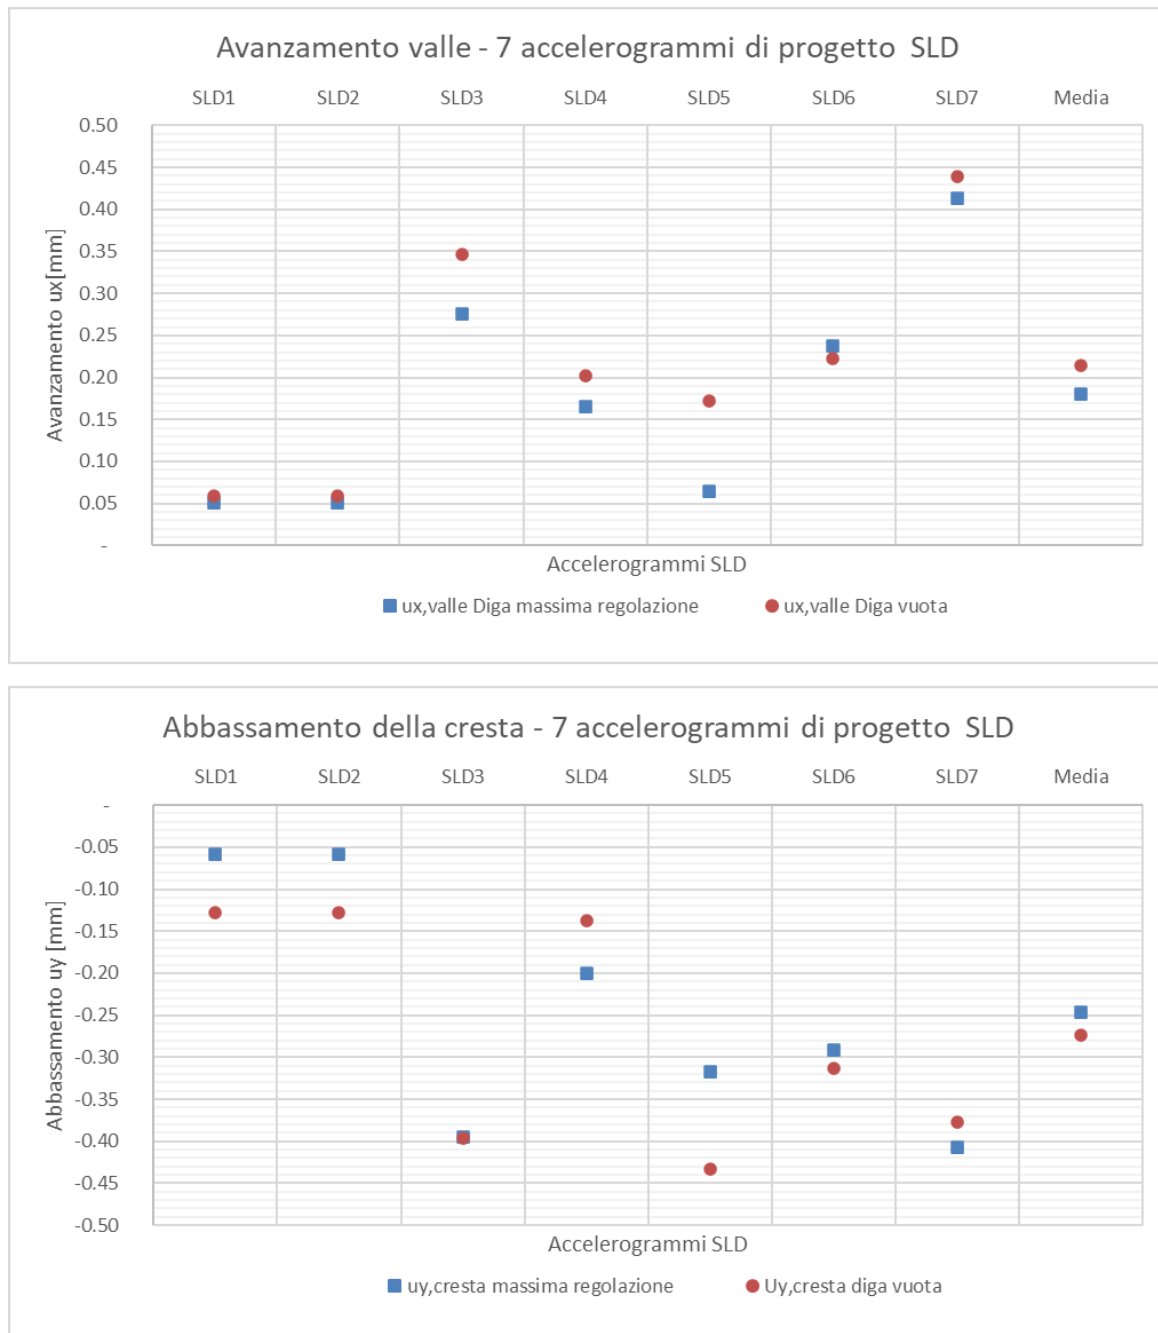 Avanzamento valle - 7 accelerogrammi di progetto SLD
SLD1 SLD2 SLD3 SLD4 SLD5 SLD6 SLD7 Media
0.50
0.45
0.40
0.35
0.30
0.25
0.20
0.15
0.10
0.05
-
Avanzamento ux[mm]
Accelerogrammi SLD
ux,valle Diga massima regolazione ux,valle Diga vuota
Abbassamento della cresta - 7 accelerogrammi di progetto SLD
SLD1 SLD2 SLD3 SLD4 SLD5 SLD6 SLD7 Media
-
-0.05
-0.10
-0.15
-0.20
-0.25
-0.30
-0.35
-0.40
-0.45
-0.50
Abbassamento uy [mm]
Accelerogrammi SLD
uy,cresta massima regolazione Uy,cresta diga vuota